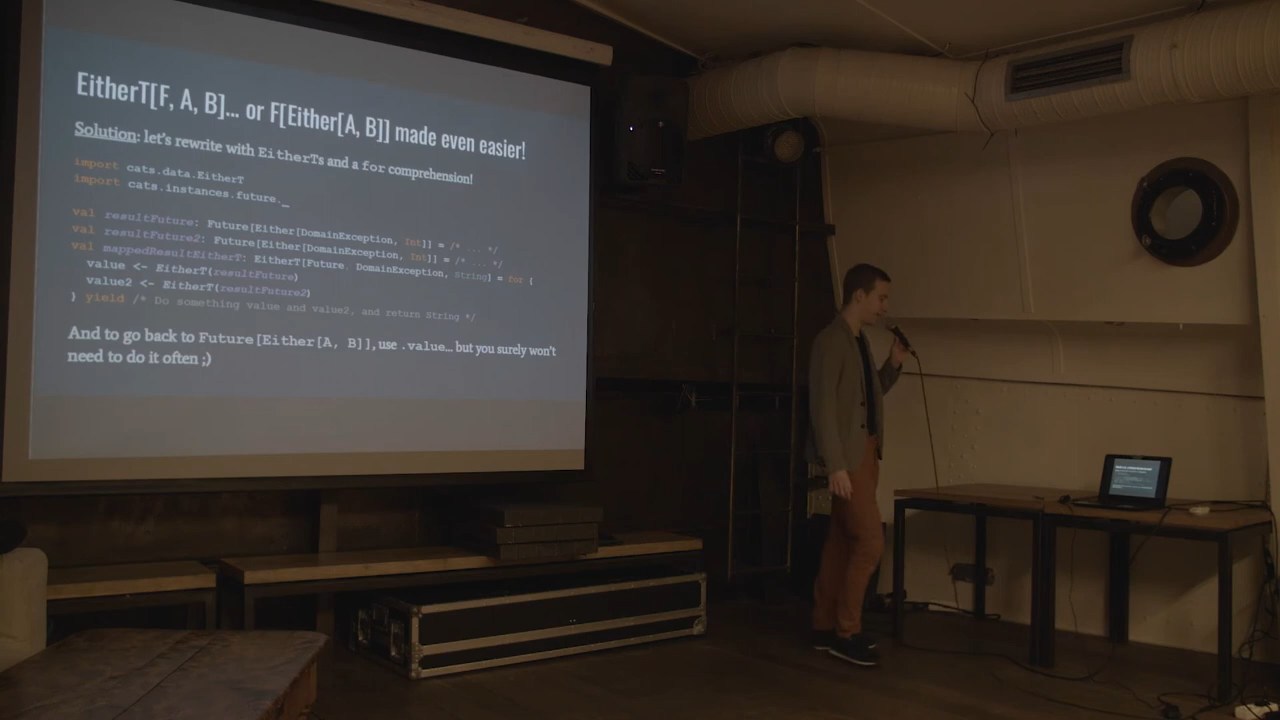 EitherT[F, A, B]... or F[Either[A, B]] made even easier!
Solution: let's rewrite with EitherTs and a for comprehension!
import cats.data.EitherT
import cats.instances.future._
val resultFuture: Future[Either[DomainException, Int]] = /* ... */
val resultFuture2: Future[Either[DomainException, Int]] = /* ... */
val mappedResultEitherT: EitherT[Future, DomainException, String] = for {
value <- EitherT(resultFuture)
value2 <- EitherT(resultFuture2)
} yield /* Do something value and value2, and return String */
And to go back to Future[Either[A, B]], use .value... but you surely won't
need to do it often ;)